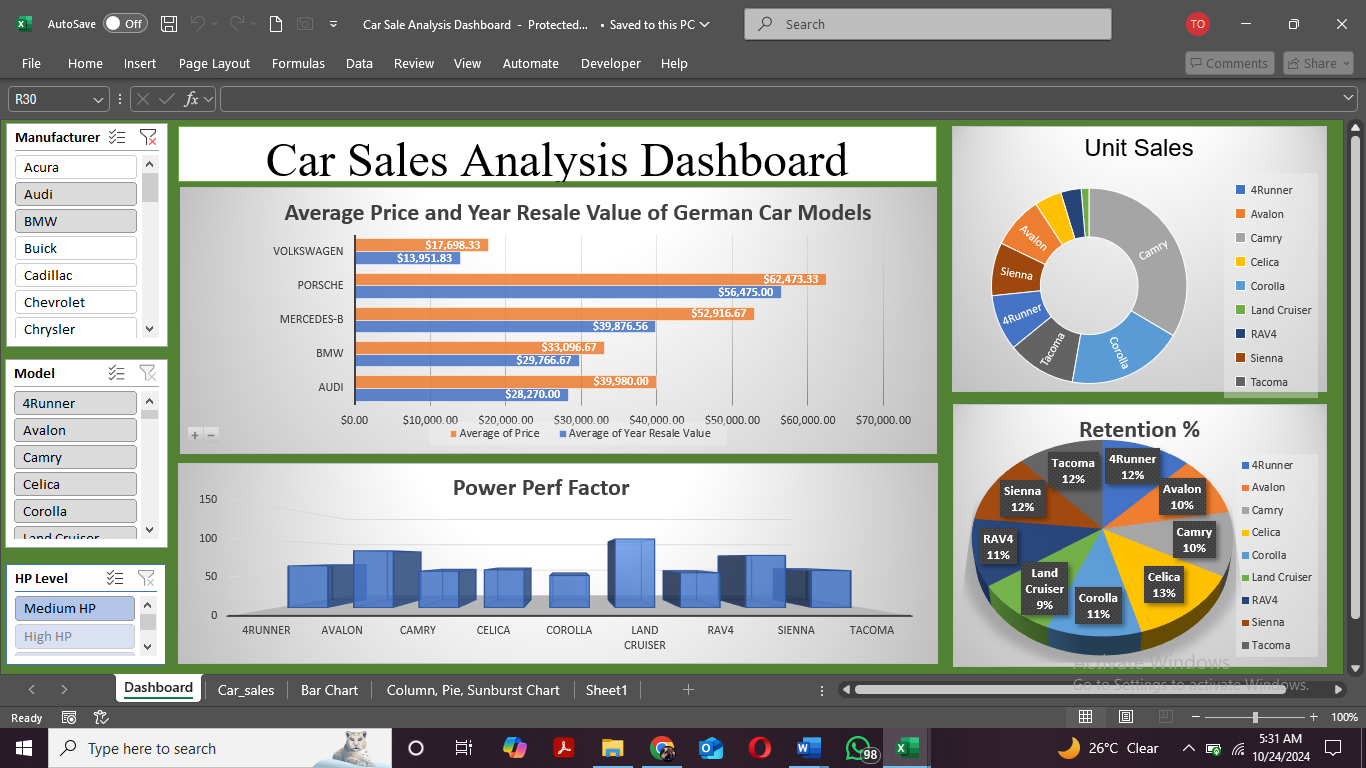 AutoSave Off Car Sale Analysis Dashboard - Protected... • Saved to this PC Search TO
File Home Insert Page Layout Formulas Data Review View Automate Developer Help Comments Share
R30 fx
Manufacturer
Acura
Audi
BMW
Buick
Cadillac
Chevrolet
Chrysler
Model
4Runner
Avalon
Camry
Celica
Corolla
Land Cruiser
HP Level
Medium HP
High HP
Car Sales Analysis Dashboard
Average Price and Year Resale Value of German Car Models
VOLKSWAGEN $17,698.33
$13,951.83
PORSCHE $62,473.33
$56,475.00
MERCEDES-B $52,916.67
$39,876.56
BMW $33,096.67
$29,766.67
AUDI $39,980.00
$28,270.00
$0.00 $10,000.00 $20,000.00 $30,000.00 $40,000.00 $50,000.00 $60,000.00 $70,000.00
Average of Price Average of Year Resale Value
+ −
Power Perf Factor
150
100
50
0
4RUNNER AVALON CAMRY CELICA COROLLA LAND CRUISER RAV4 SIENNA TACOMA
Unit Sales
Camry
Corolla
Tacoma
4Runner
Sienna
Avalon
4Runner
Avalon
Camry
Celica
Corolla
Land Cruiser
RAV4
Sienna
Tacoma
Retention %
4Runner
12%
Avalon
10%
Camry
10%
Celica
13%
Corolla
11%
Land
Cruiser
9%
RAV4
11%
Sienna
12%
Tacoma
12%
4Runner
Avalon
Camry
Celica
Corolla
Land Cruiser
RAV4
Sienna
Tacoma
Activate Windows
Go to Settings to activate Windows.
Dashboard Car_sales Bar Chart Column, Pie, Sunburst Chart Sheet1
Ready 100%
Type here to search 98 26°C Clear 5:31 AM
10/24/2024